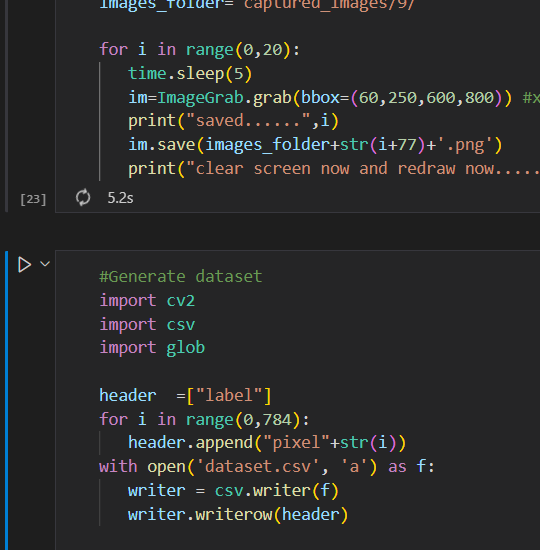 images_folder='captured_images/9/'
for i in range(0,20):
time.sleep(5)
im=ImageGrab.grab(bbox=(60,250,600,800)) #x
print("saved......",i)
im.save(images_folder+str(i+77)+'.png')
print("clear screen now and redraw now.....
[23]
5.2s
#Generate dataset
import cv2
import csv
import glob
header  =["label"]
for i in range(0,784):
header.append("pixel"+str(i))
with open('dataset.csv', 'a') as f:
writer = csv.writer(f)
writer.writerow(header)